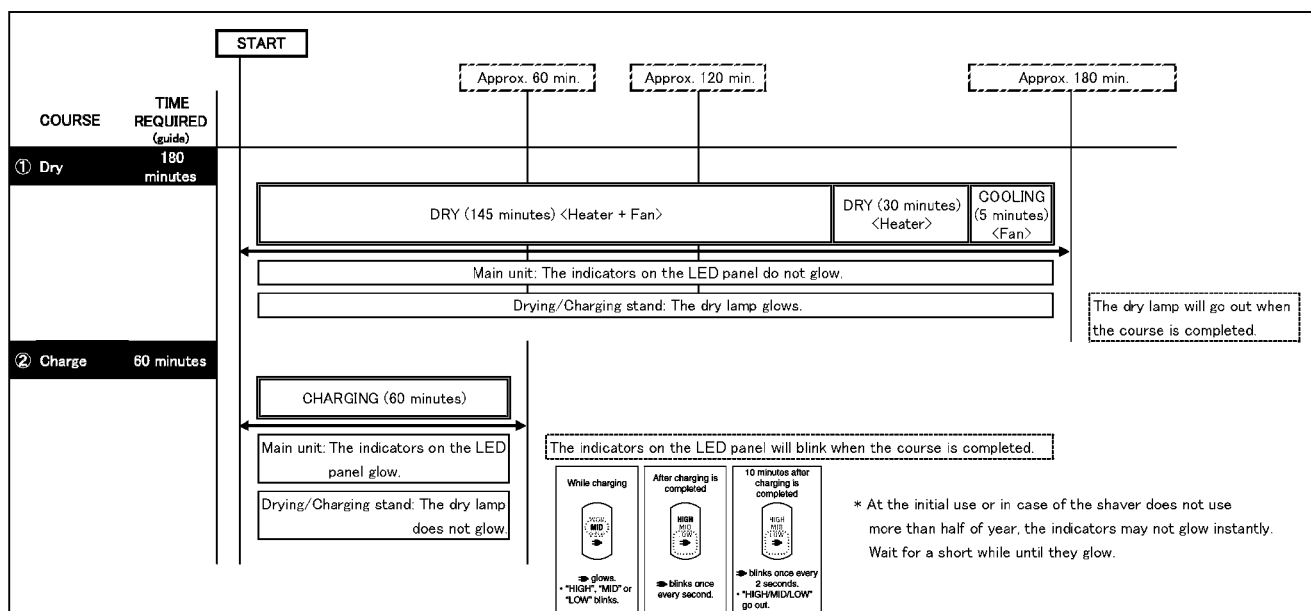 START
Approx. 60 min.
Approx. 120 min.
Approx. 180 min.
COURSE
TIME
REQUIRED
(guide)
① Dry
180
minutes
DRY (145 minutes) <Heater + Fan>
DRY (30 minutes)
<Heater>
COOLING
(5 minutes)
<Fan>
Main unit: The indicators on the LED panel do not glow.
Drying/Charging stand: The dry lamp glows.
The dry lamp will go out when
the course is completed.
② Charge
60 minutes
CHARGING (60 minutes)
Main unit: The indicators on the LED
panel glow.
Drying/Charging stand: The dry lamp
does not glow.
The indicators on the LED panel will blink when the course is completed.
While charging
HIGH
MID
LOW
glows.
• "HIGH", "MID" or
"LOW" blinks.
After charging is
completed
HIGH
MID
LOW
blinks once
every second.
10 minutes after
charging is
completed
HIGH
MID
LOW
blinks once every
2 seconds.
• "HIGH/MID/LOW"
go out.
* At the initial use or in case of the shaver does not use
more than half of year, the indicators may not glow instantly.
Wait for a short while until they glow.